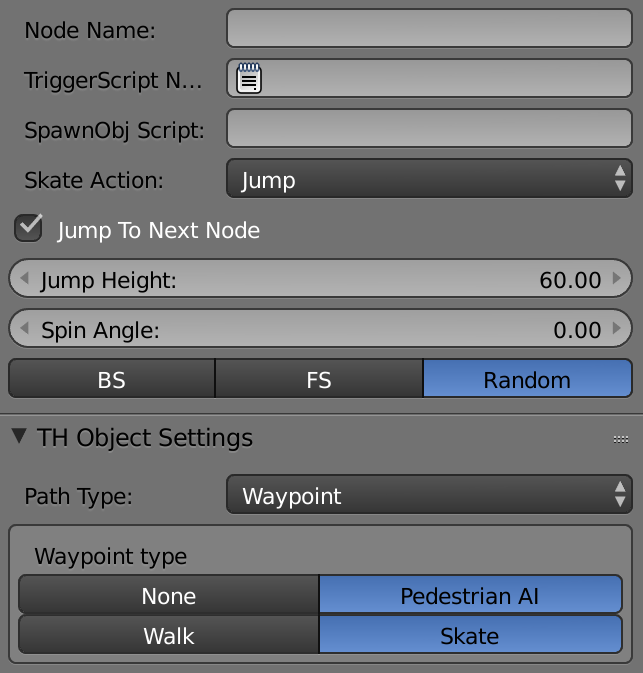 Node Name:
TriggerScript N...
SpawnObj Script:
Skate Action: Jump
Jump To Next Node
Jump Height: 60.00
Spin Angle: 0.00
BS FS Random
TH Object Settings
Path Type: Waypoint
Waypoint type
None Pedestrian AI
Walk Skate